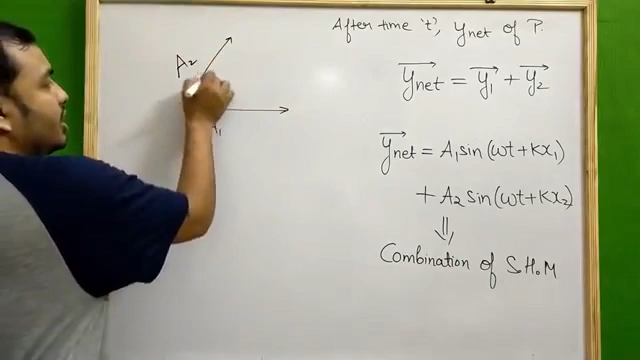 After time 't', ynet of P.
ynet = y1 + y2
ynet = A1 sin(ωt+Kx1)
+ A2 sin(ωt+Kx2)
⇓
Combination of S.H.M
A2